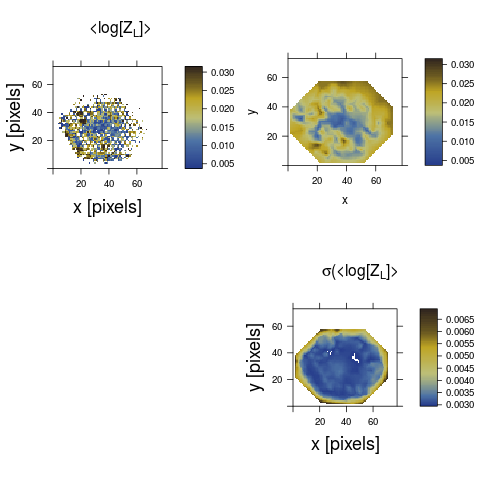 <log[Z_L]>
y [pixels]
60
40
20
20 40 60
x [pixels]
0.030
0.025
0.020
0.015
0.010
0.005
y
60
40
20
20 40 60
x
0.030
0.025
0.020
0.015
0.010
0.005
σ(<log[Z_L]>
y [pixels]
60
40
20
20 40 60
x [pixels]
0.0065
0.0060
0.0055
0.0050
0.0045
0.0040
0.0035
0.0030